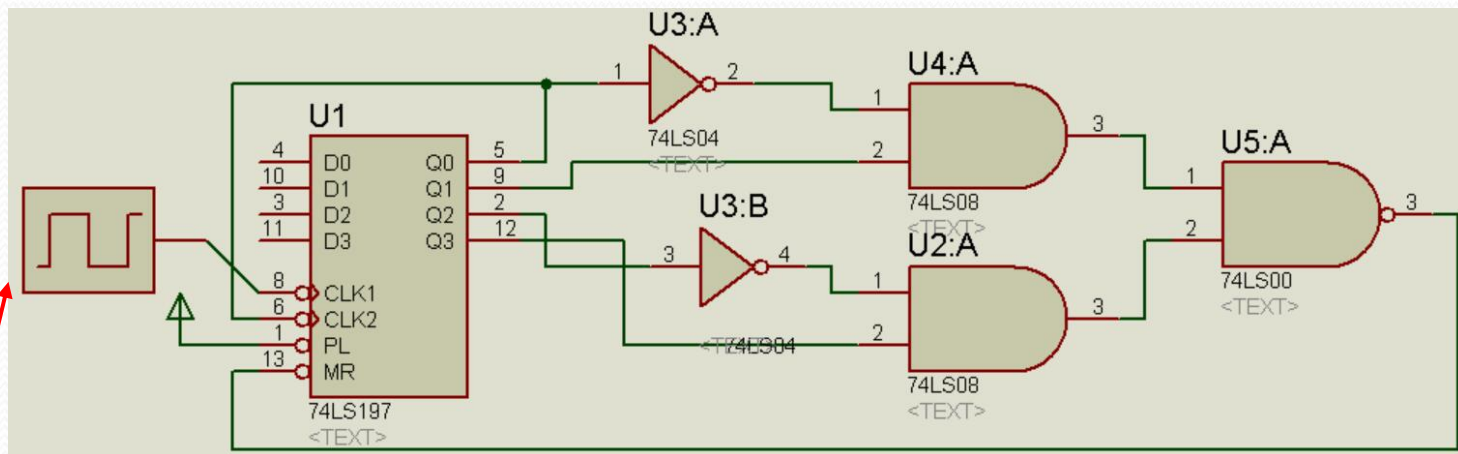 U3:A
1 2
74LS04
<TEXT>
U4:A
1
2
3
74LS08
<TEXT>
U5:A
1
2
3
74LS00
<TEXT>
U1
4 D0 Q0 5
10 D1 Q1 9
3 D2 Q2 2
11 D3 Q3 12
8 CLK1
6 CLK2
1 PL
13 MR
74LS197
<TEXT>
U3:B
3 4
74LS04
<TEXT>
U2:A
1
2
3
74LS08
<TEXT>